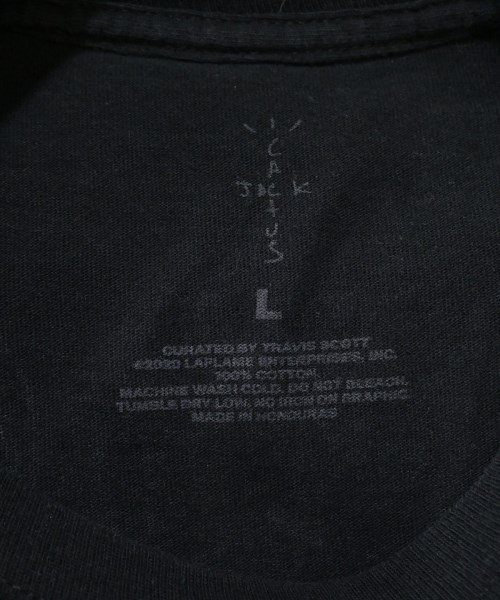 CACTUS
JACK
L
CURATED BY TRAVIS SCOTT
©2020 LAFLAME ENTERPRISES, INC.
100% COTTON.
MACHINE WASH COLD. DO NOT BLEACH.
TUMBLE DRY LOW. NO IRON ON GRAPHIC.
MADE IN HONDURAS